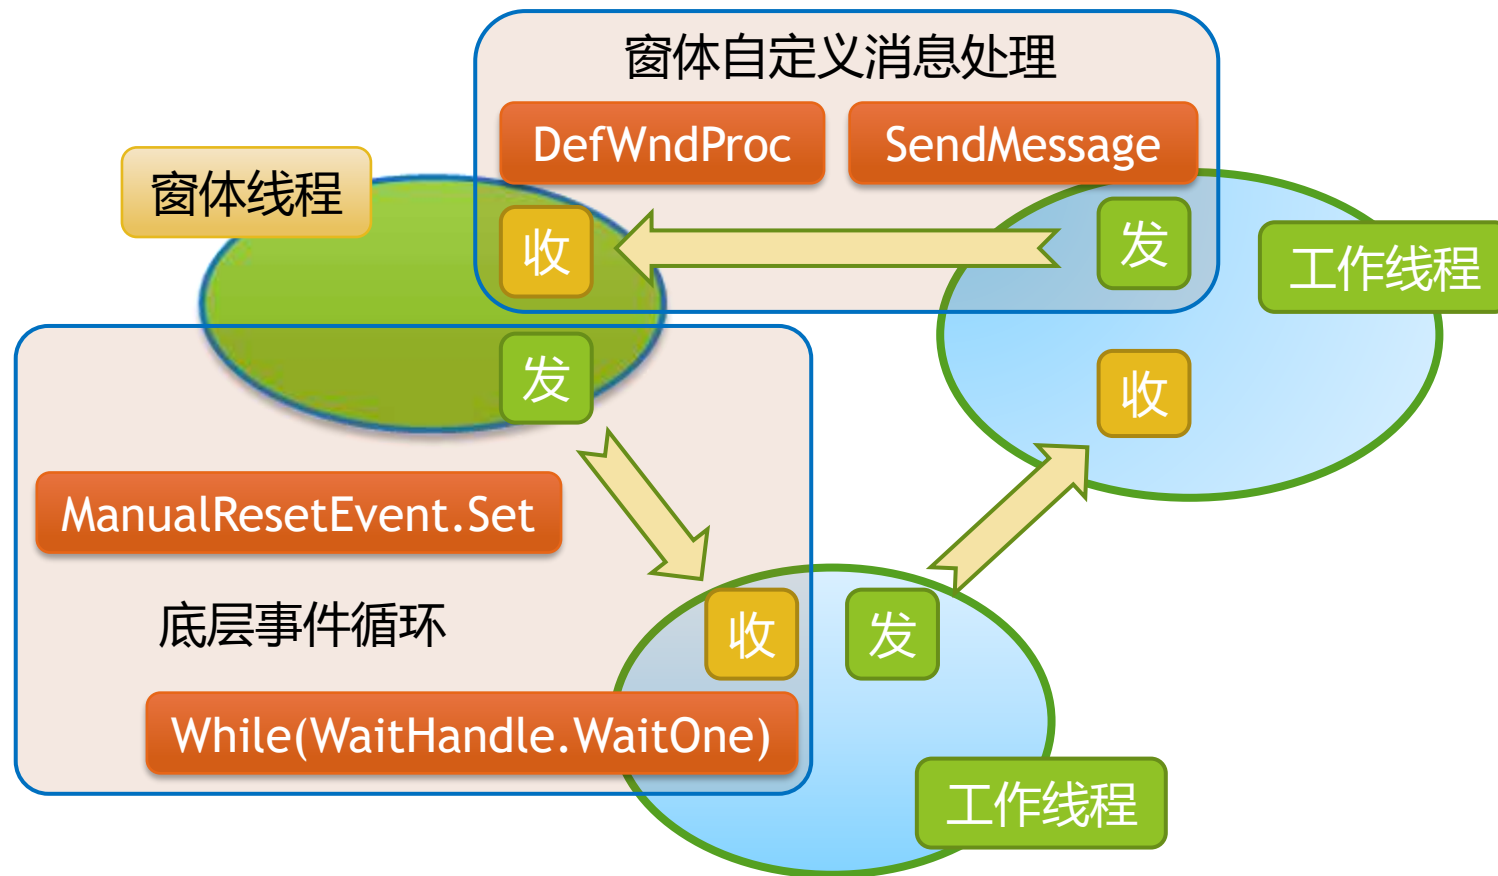 窗体自定义消息处理
DefWndProc
SendMessage
窗体线程
收
发
工作线程
发
收
ManualResetEvent.Set
底层事件循环
收
发
While(WaitHandle.WaitOne)
工作线程